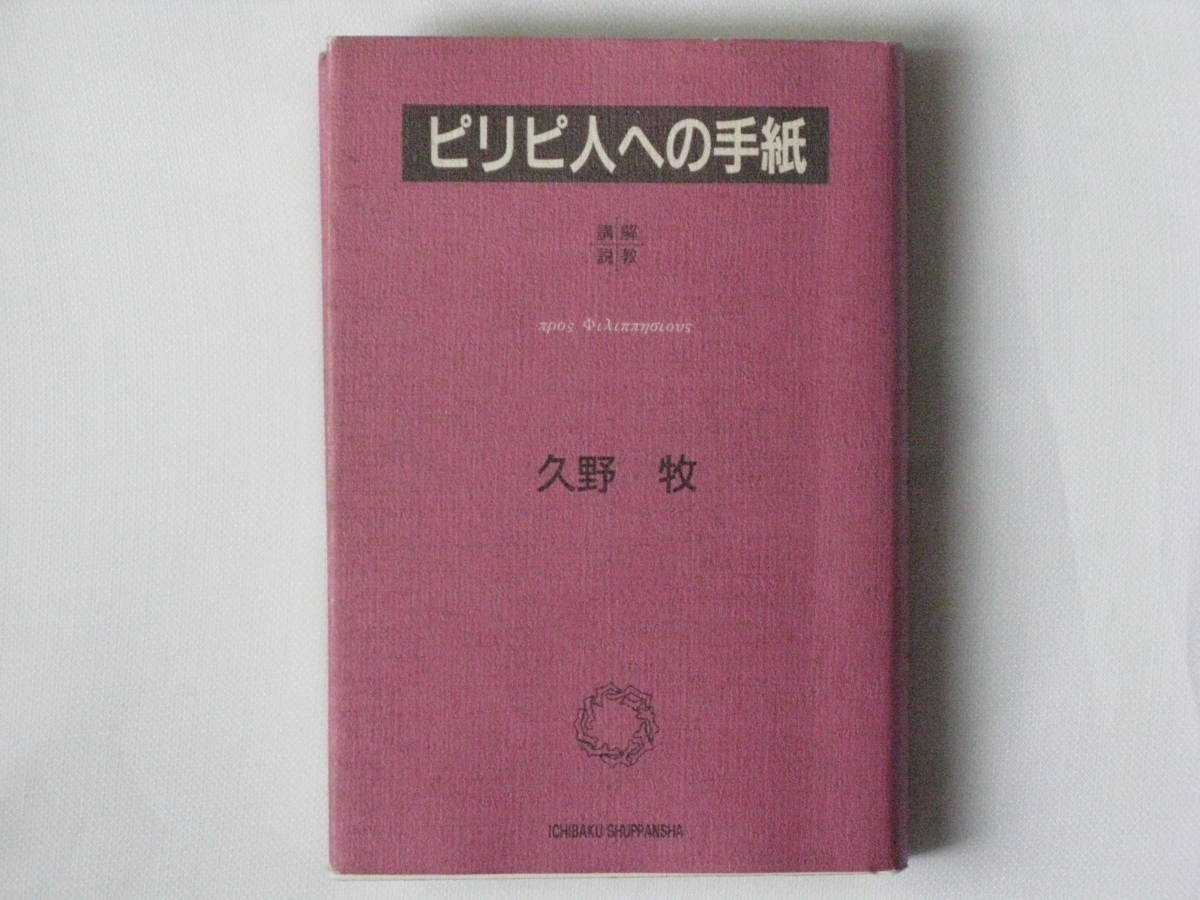 ピリピ人への手紙
講解
説教
προς Φιλιππησιους
久野 牧
ICHIBAKU SHUPPANSHA